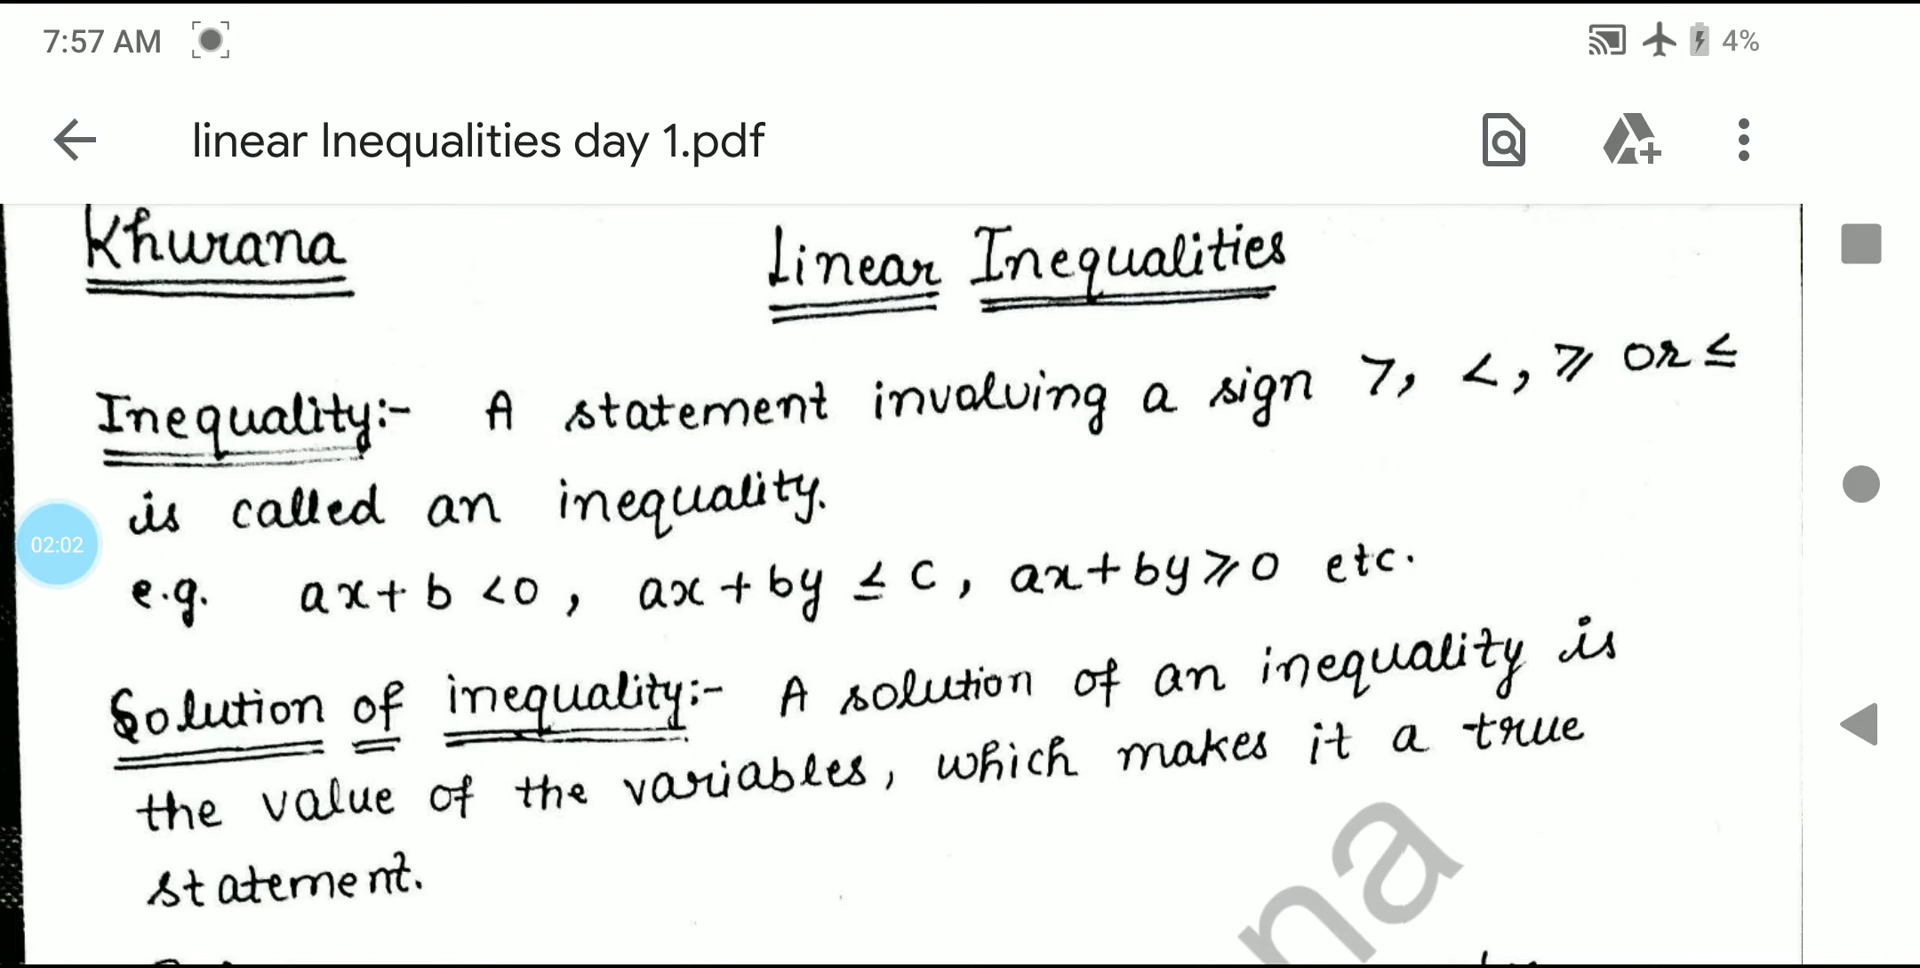 7:57 AM
4%
linear Inequalities day 1.pdf
Khurana
Linear Inequalities
Inequality:- A statement involving a sign >, <, ⩾ or ≤
is called an inequality.
02:02
e.g. ax+b <0, ax+by ≤ c, ax+by⩾0 etc.
Solution of inequality:- A solution of an inequality is
the value of the variables, which makes it a true
statement.
na